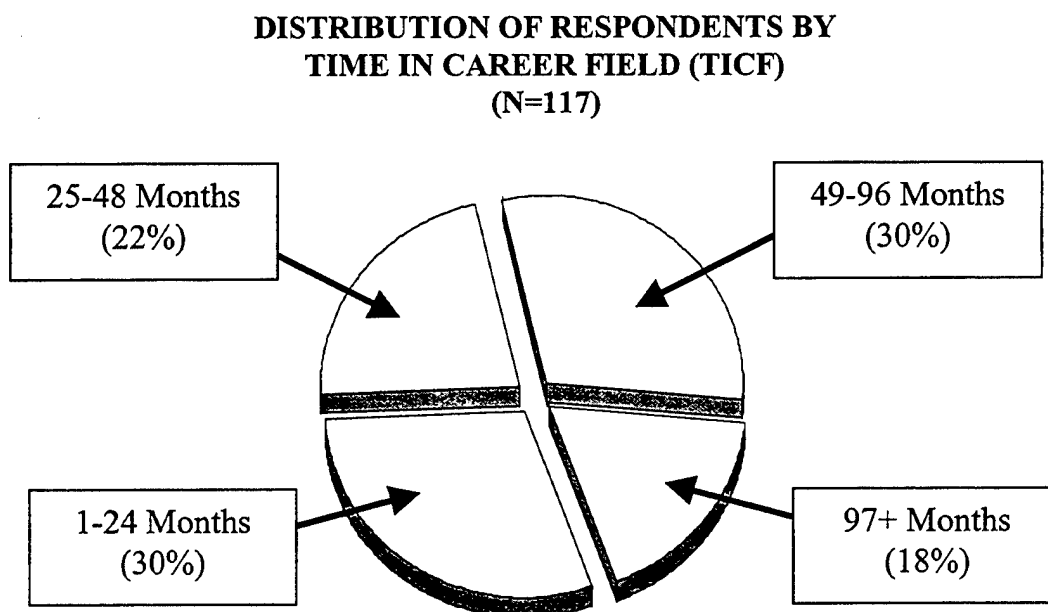 DISTRIBUTION OF RESPONDENTS BY
TIME IN CAREER FIELD (TICF)
(N=117)
25-48 Months
(22%)
49-96 Months
(30%)
1-24 Months
(30%)
97+ Months
(18%)